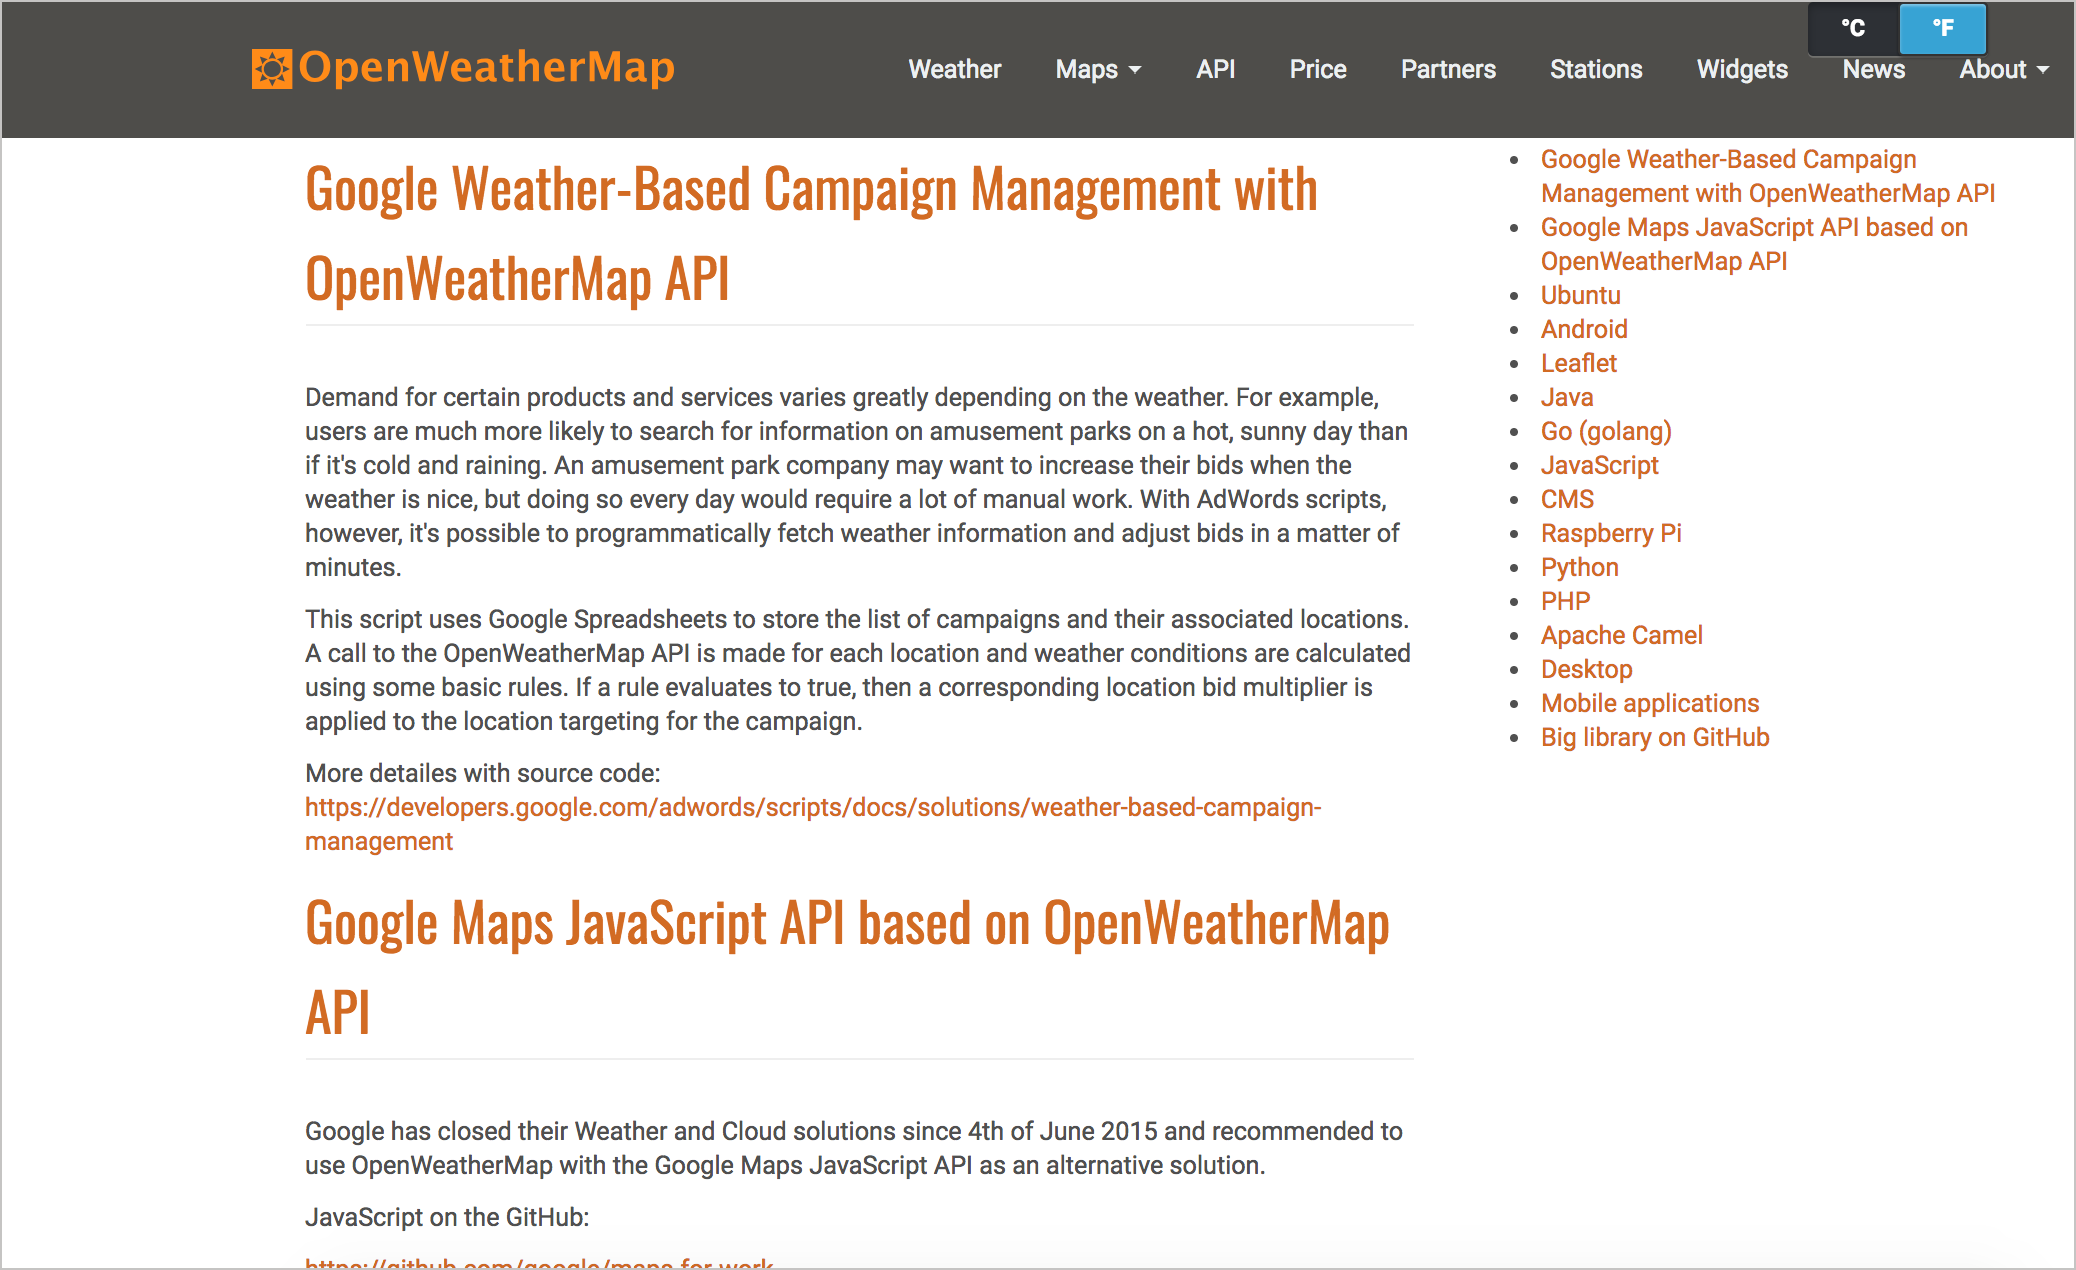 °C °F
OpenWeatherMap
Weather Maps API Price Partners Stations Widgets News About
Google Weather-Based Campaign Management with
OpenWeatherMap API
Demand for certain products and services varies greatly depending on the weather. For example,
users are much more likely to search for information on amusement parks on a hot, sunny day than
if it's cold and raining. An amusement park company may want to increase their bids when the
weather is nice, but doing so every day would require a lot of manual work. With AdWords scripts,
however, it's possible to programmatically fetch weather information and adjust bids in a matter of
minutes.
This script uses Google Spreadsheets to store the list of campaigns and their associated locations.
A call to the OpenWeatherMap API is made for each location and weather conditions are calculated
using some basic rules. If a rule evaluates to true, then a corresponding location bid multiplier is
applied to the location targeting for the campaign.
More detailes with source code:
https://developers.google.com/adwords/scripts/docs/solutions/weather-based-campaign-
management
Google Maps JavaScript API based on OpenWeatherMap
API
Google has closed their Weather and Cloud solutions since 4th of June 2015 and recommended to
use OpenWeatherMap with the Google Maps JavaScript API as an alternative solution.
JavaScript on the GitHub:
https://github.com/google/maps-for-work
Google Weather-Based Campaign
Management with OpenWeatherMap API
Google Maps JavaScript API based on
OpenWeatherMap API
Ubuntu
Android
Leaflet
Java
Go (golang)
JavaScript
CMS
Raspberry Pi
Python
PHP
Apache Camel
Desktop
Mobile applications
Big library on GitHub